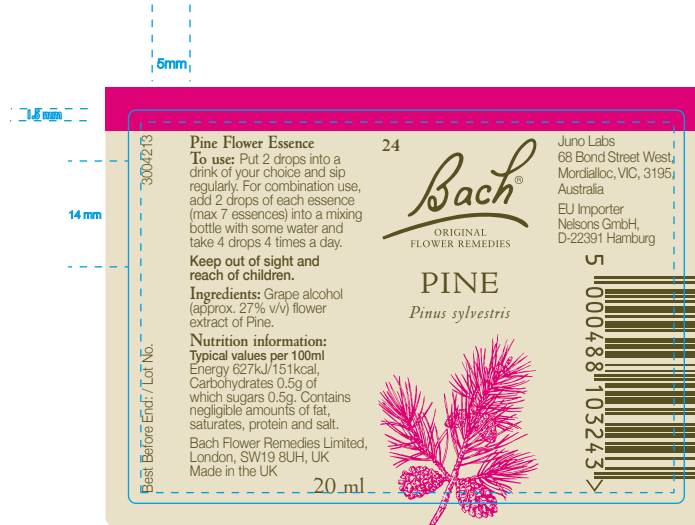 5mm
1.5 mm
14 mm
3004213
Best Before End: / Lot No.
Pine Flower Essence
To use: Put 2 drops into a
drink of your choice and sip
regularly. For combination use,
add 2 drops of each essence
(max 7 essences) into a mixing
bottle with some water and
take 4 drops 4 times a day.
Keep out of sight and
reach of children.
Ingredients: Grape alcohol
(approx. 27% v/v) flower
extract of Pine.
Nutrition information:
Typical values per 100ml
Energy 627kJ/151kcal,
Carbohydrates 0.5g of
which sugars 0.5g. Contains
negligible amounts of fat,
saturates, protein and salt.
Bach Flower Remedies Limited,
London, SW19 8UH, UK
Made in the UK
20 ml
24
Bach®
ORIGINAL
FLOWER REMEDIES
PINE
Pinus sylvestris
Juno Labs
68 Bond Street West,
Mordialloc, VIC, 3195,
Australia
EU Importer
Nelsons GmbH,
D-22391 Hamburg
5 000488 103243 >